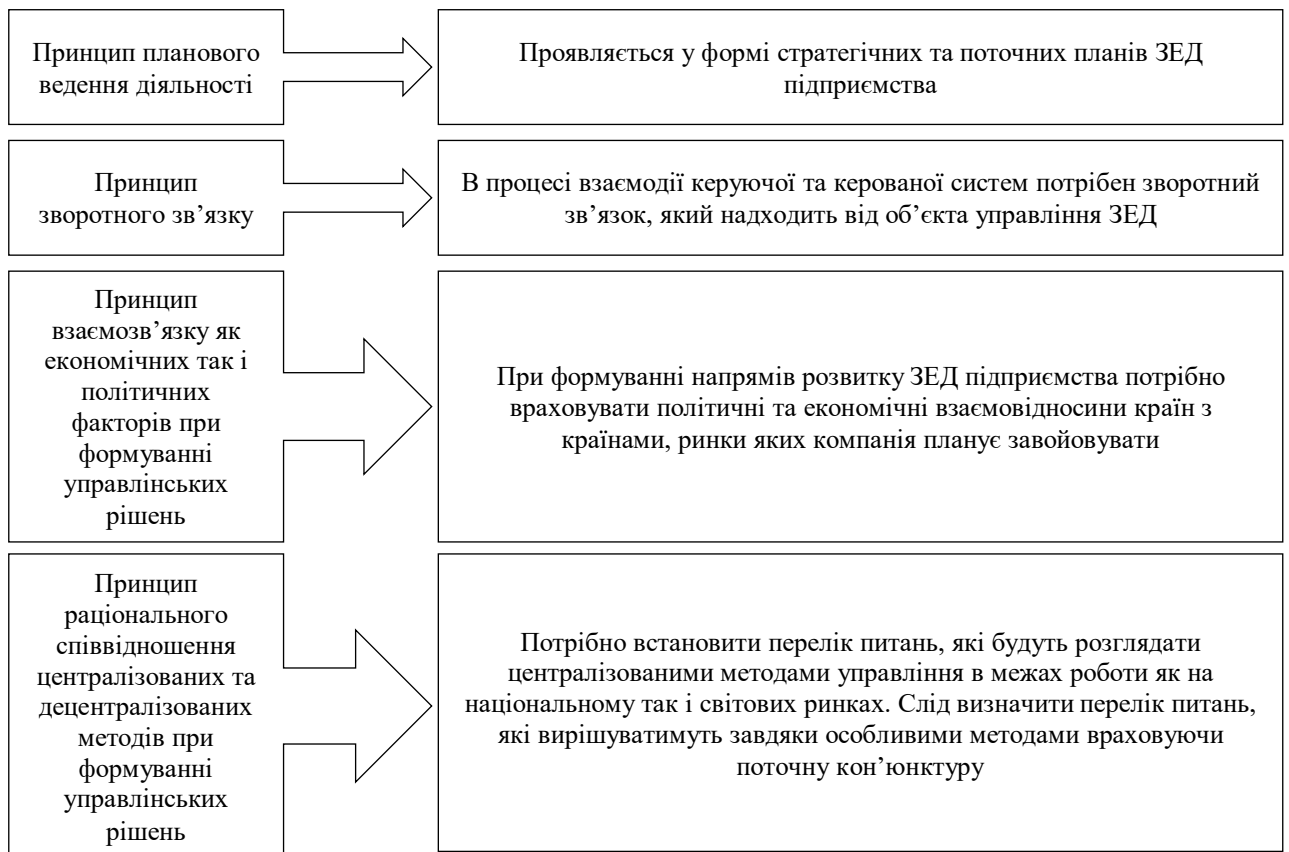 Принцип планового
ведення діяльності
Проявляється у формі стратегічних та поточних планів ЗЕД
підприємства
Принцип
зворотного зв’язку
В процесі взаємодії керуючої та керованої систем потрібен зворотний
зв’язок, який надходить від об’єкта управління ЗЕД
Принцип
взаємозв’язку як
економічних так і
політичних
факторів при
формуванні
управлінських
рішень
При формуванні напрямів розвитку ЗЕД підприємства потрібно
враховувати політичні та економічні взаємовідносини країн з
країнами, ринки яких компанія планує завойовувати
Принцип
раціонального
співвідношення
централізованих та
децентралізованих
методів при
формуванні
управлінських
рішень
Потрібно встановити перелік питань, які будуть розглядати
централізованими методами управління в межах роботи як на
національному так і світових ринках. Слід визначити перелік питань,
які вирішуватимуть завдяки особливими методами враховуючи
поточну кон’юнктуру